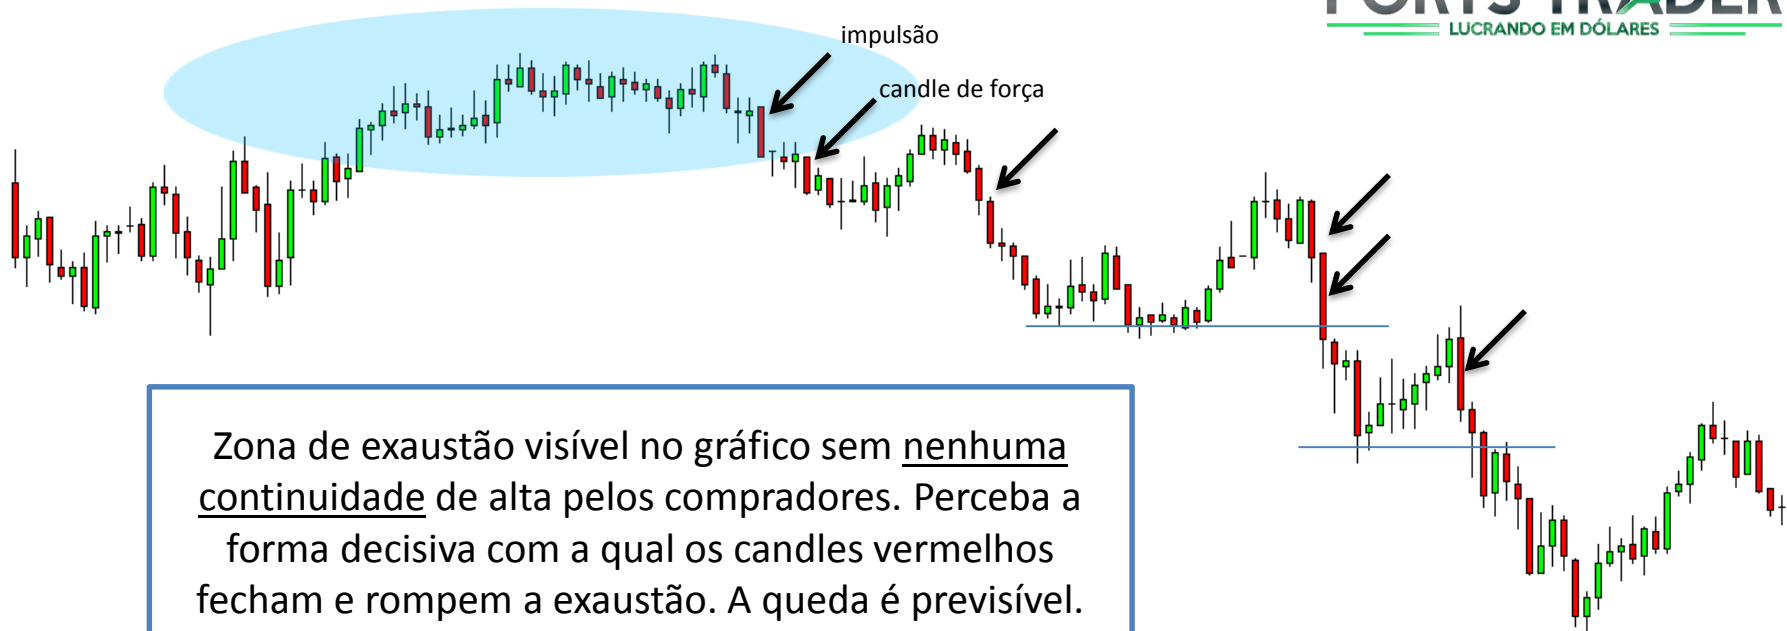 LUCRANDO EM DÓLARES
impulsão
candle de força
Zona de exaustão visível no gráfico sem nenhuma
continuidade de alta pelos compradores. Perceba a
forma decisiva com a qual os candles vermelhos
fecham e rompem a exaustão. A queda é previsível.